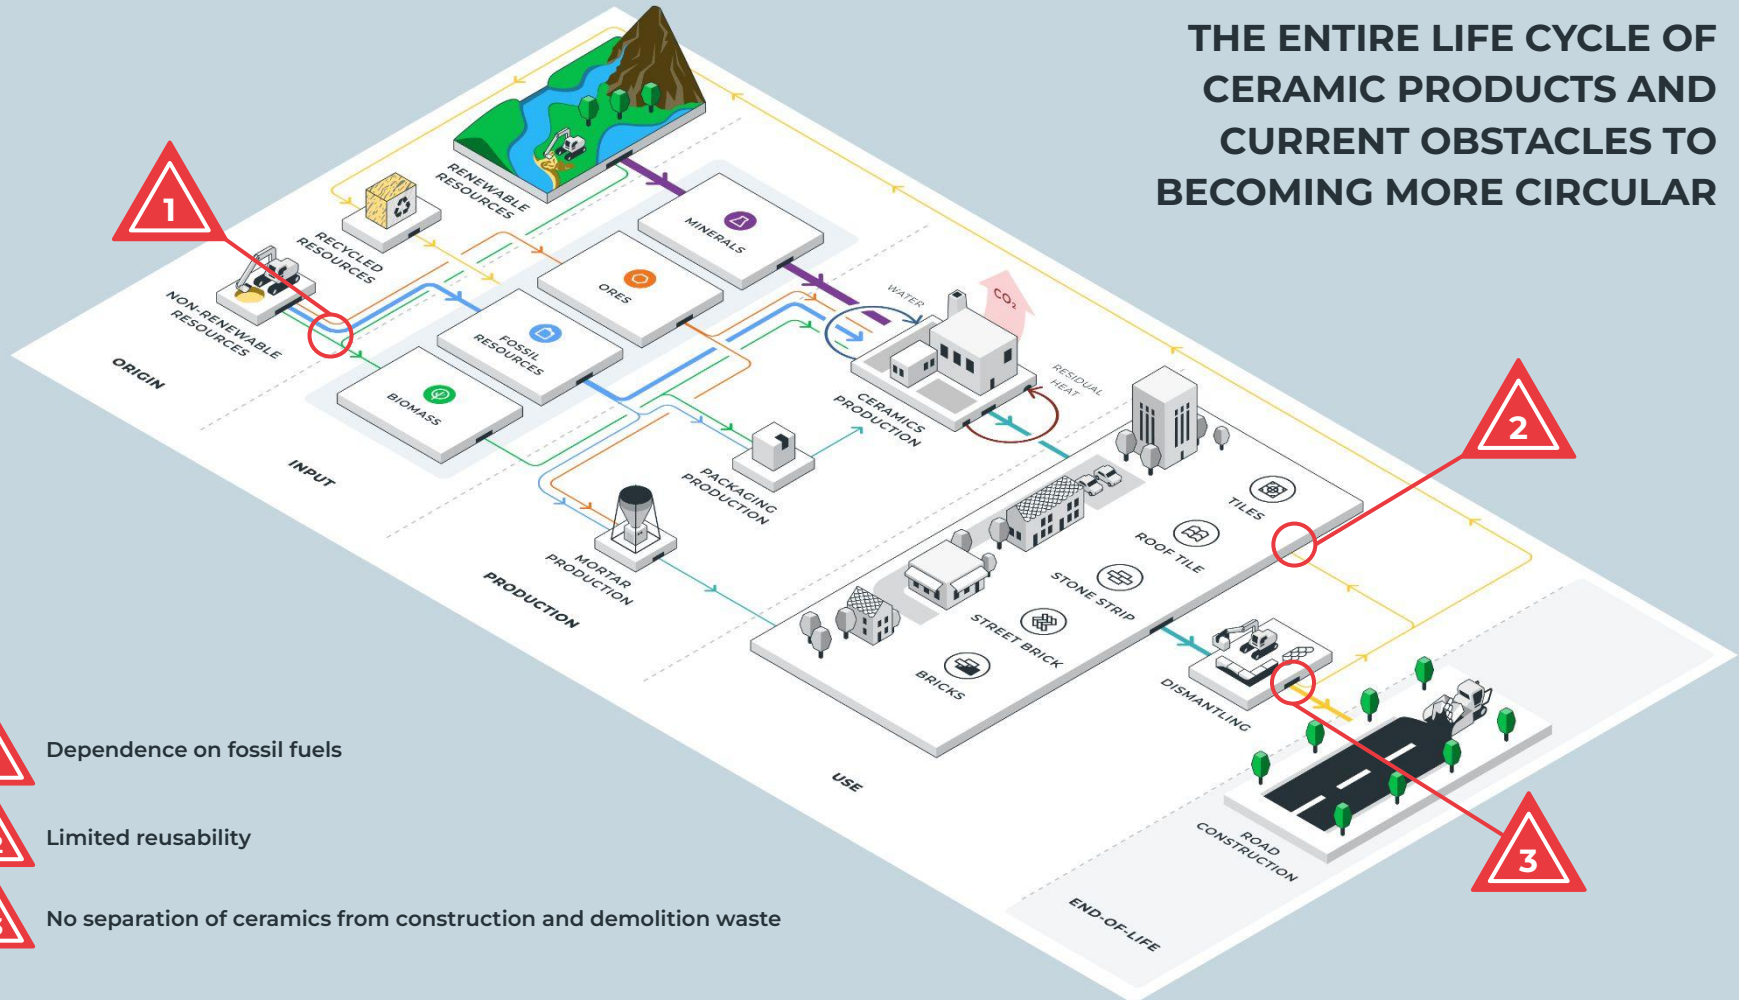 THE ENTIRE LIFE CYCLE OF
CERAMIC PRODUCTS AND
CURRENT OBSTACLES TO
BECOMING MORE CIRCULAR
1
RENEWABLE
RESOURCES
RECYCLED
RESOURCES
NON-RENEWABLE
RESOURCES
ORIGIN
MINERALS
ORES
FOSSIL
RESOURCES
BIOMASS
INPUT
WATER
CO₂
RESIDUAL
HEAT
CERAMICS
PRODUCTION
PACKAGING
PRODUCTION
MORTAR
PRODUCTION
PRODUCTION
2
TILES
ROOF TILE
STONE STRIP
STREET BRICK
BRICKS
USE
DISMANTLING
ROAD
CONSTRUCTION
3
END-OF-LIFE
Dependence on fossil fuels
2 Limited reusability
3 No separation of ceramics from construction and demolition waste